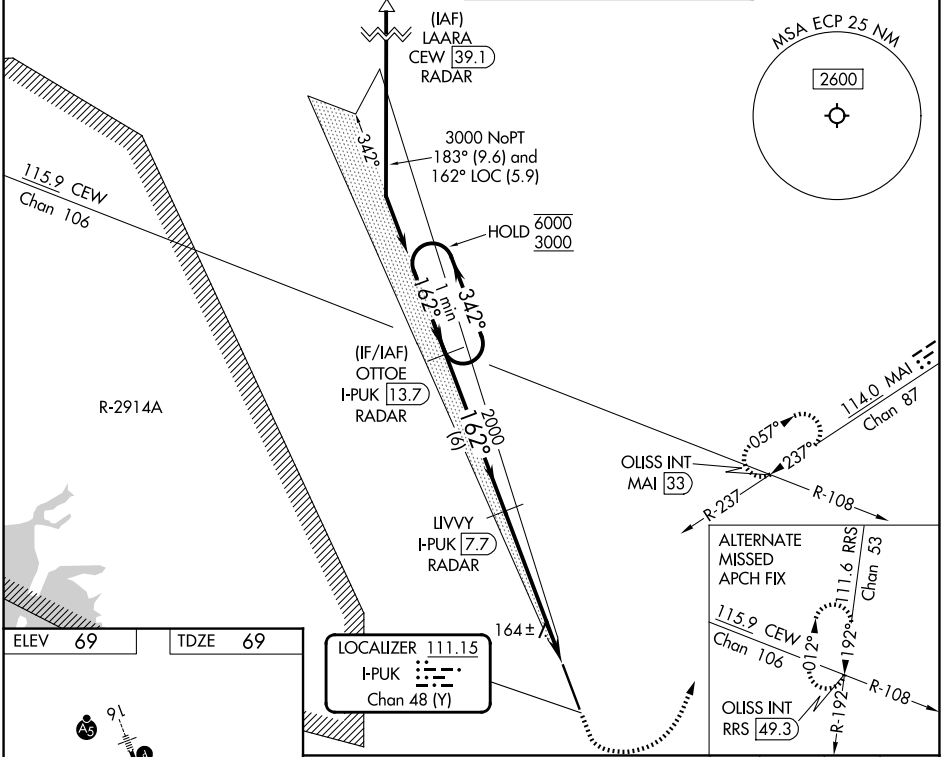 (IAF)
LAARA
CEW 39.1
RADAR
MSA ECP 25 NM
2600
342°
3000 NoPT
183° (9.6) and
162° LOC (5.9)
115.9 CEW
Chan 106
HOLD 6000
3000
162°
1 min
342°
(IF/IAF)
OTTOE
I-PUK 13.7
RADAR
R-2914A
2000
162°
(6)
114.0 MAI
Chan 87
057°
237°
OLISS INT
MAI 33
R-108
R-237
LIVVY
I-PUK 7.7
RADAR
164±
ALTERNATE
MISSED
APCH FIX
111.6 RRS
Chan 53
115.9 CEW
Chan 106
012°
192°
R-108
OLISS INT
RRS 49.3
R-192
ELEV 69
TDZE 69
LOCALIZER 111.15
I-PUK
Chan 48 (Y)
16
A5